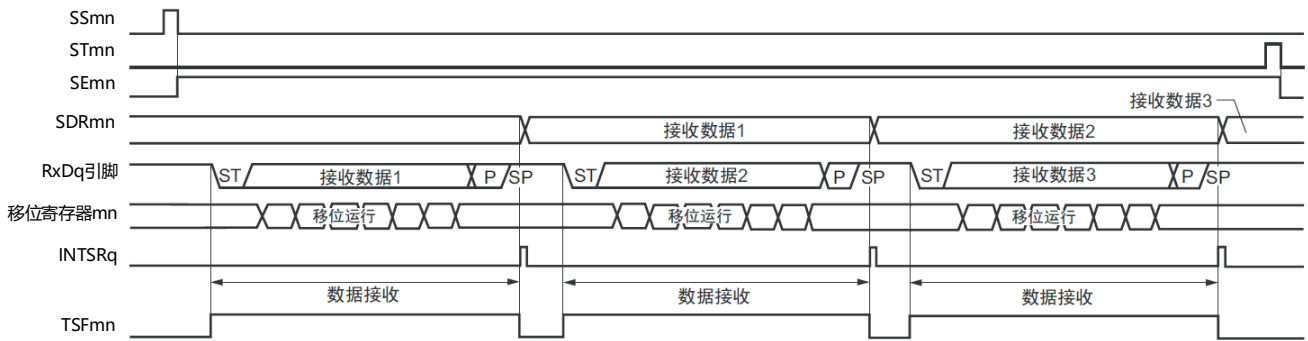 SSmn
STmn
SEmn
接收数据3
SDRmn 接收数据1 接收数据2
RxDq引脚 ST 接收数据1 P SP ST 接收数据2 P SP ST 接收数据3 P SP
移位寄存器mn 移位运行 移位运行 移位运行
INTSRq
数据接收 数据接收 数据接收
TSFmn